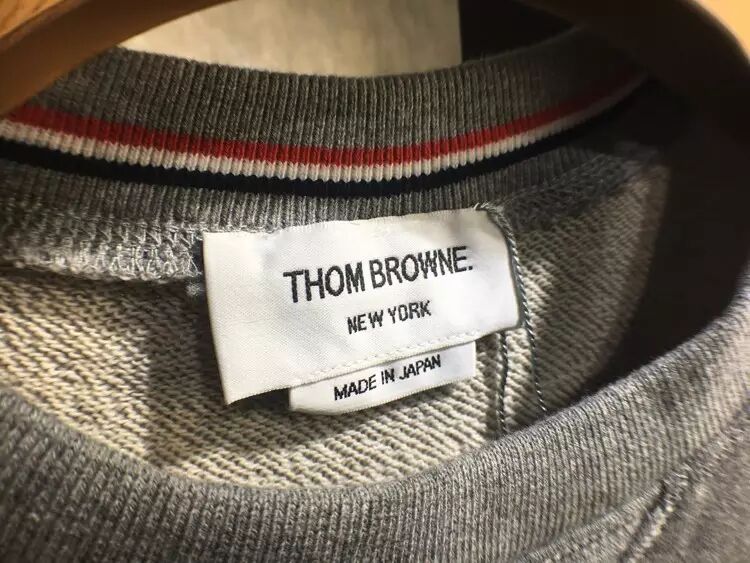 THOM BROWNE.
NEW YORK
MADE IN JAPAN